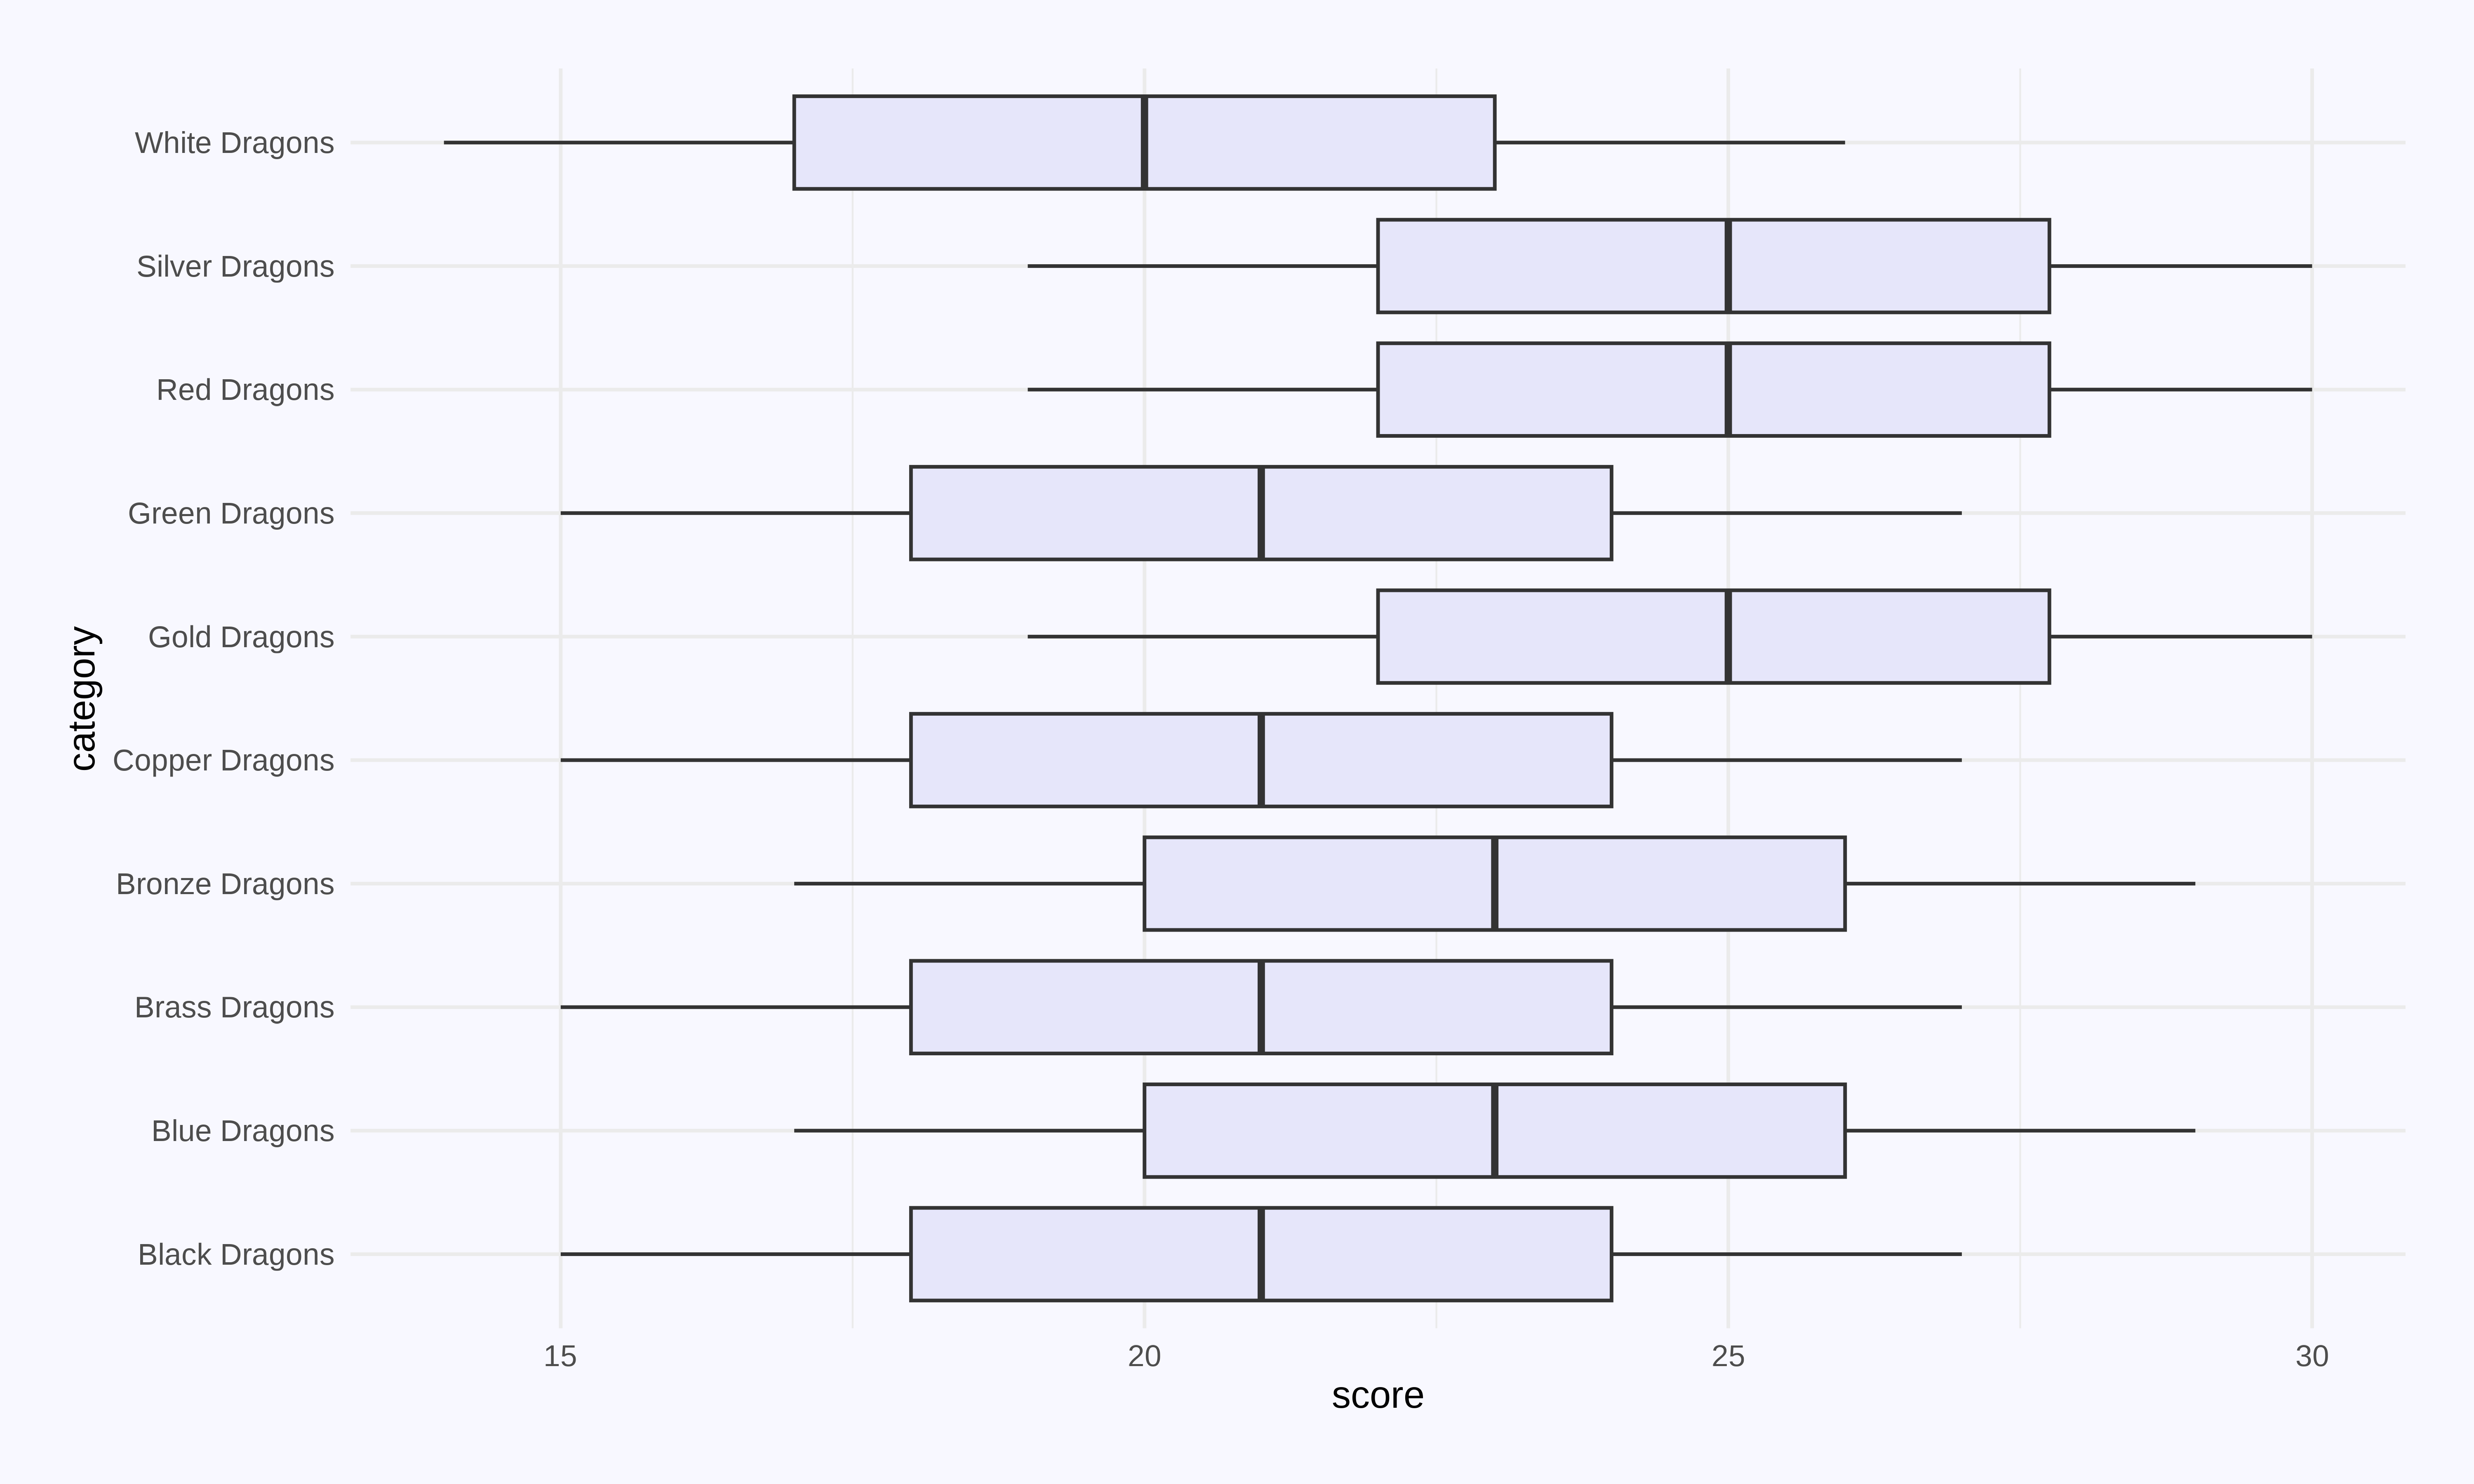 White Dragons
Silver Dragons
Red Dragons
Green Dragons
Gold Dragons
Copper Dragons
Bronze Dragons
Brass Dragons
Blue Dragons
Black Dragons
category
15 20 25 30
score